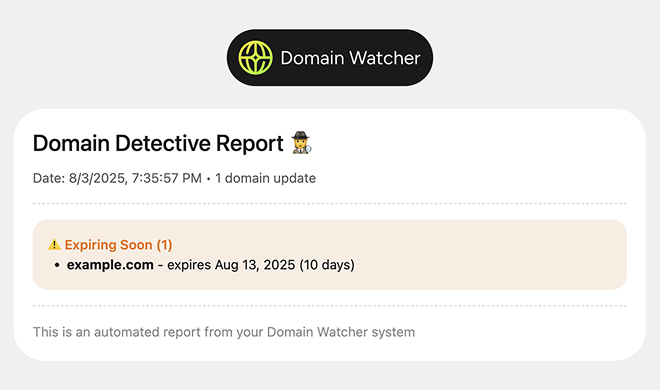 Domain Watcher
Domain Detective Report 🕵️
Date: 8/3/2025, 7:35:57 PM • 1 domain update
⚠️ Expiring Soon (1)
• example.com - expires Aug 13, 2025 (10 days)
This is an automated report from your Domain Watcher system